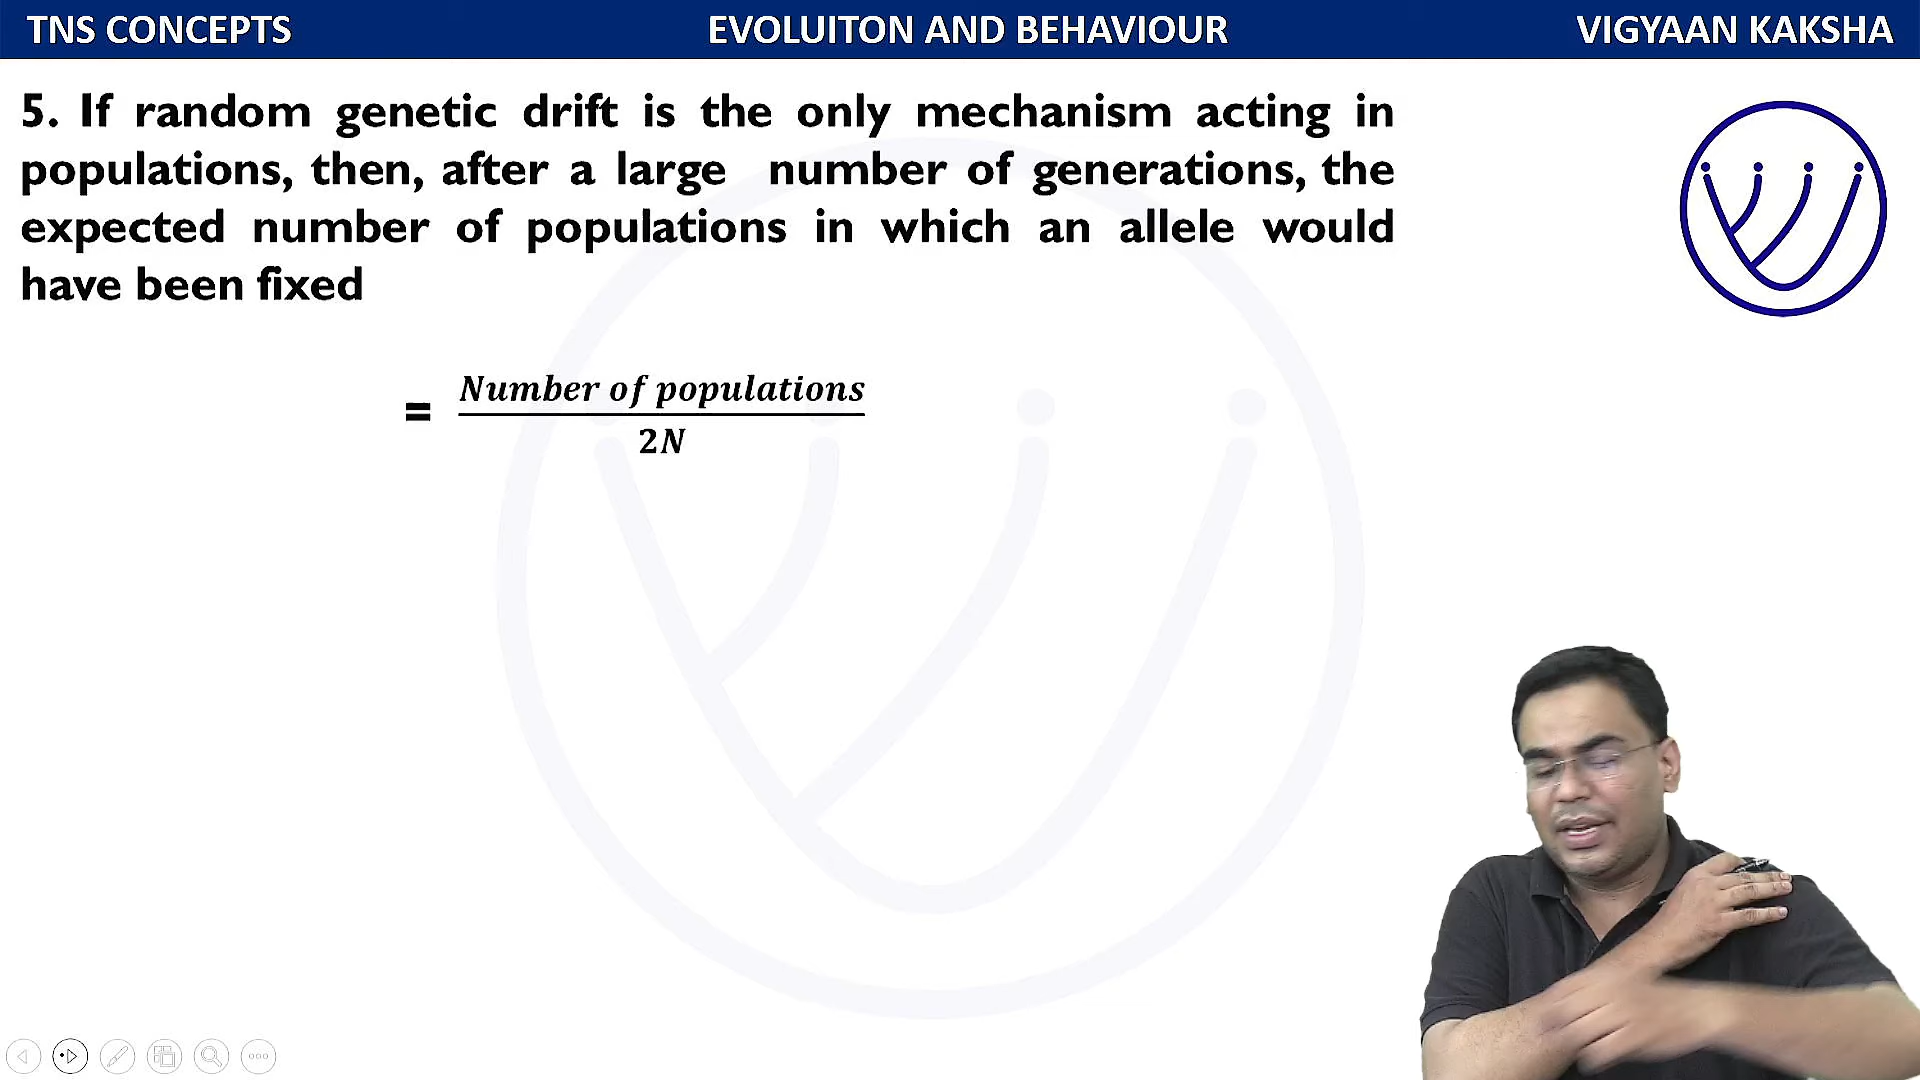 TNS CONCEPTS
EVOLUITON AND BEHAVIOUR
VIGYAAN KAKSHA
5. If random genetic drift is the only mechanism acting in
populations, then, after a large number of generations, the
expected number of populations in which an allele would
have been fixed
= Number of populations
2N